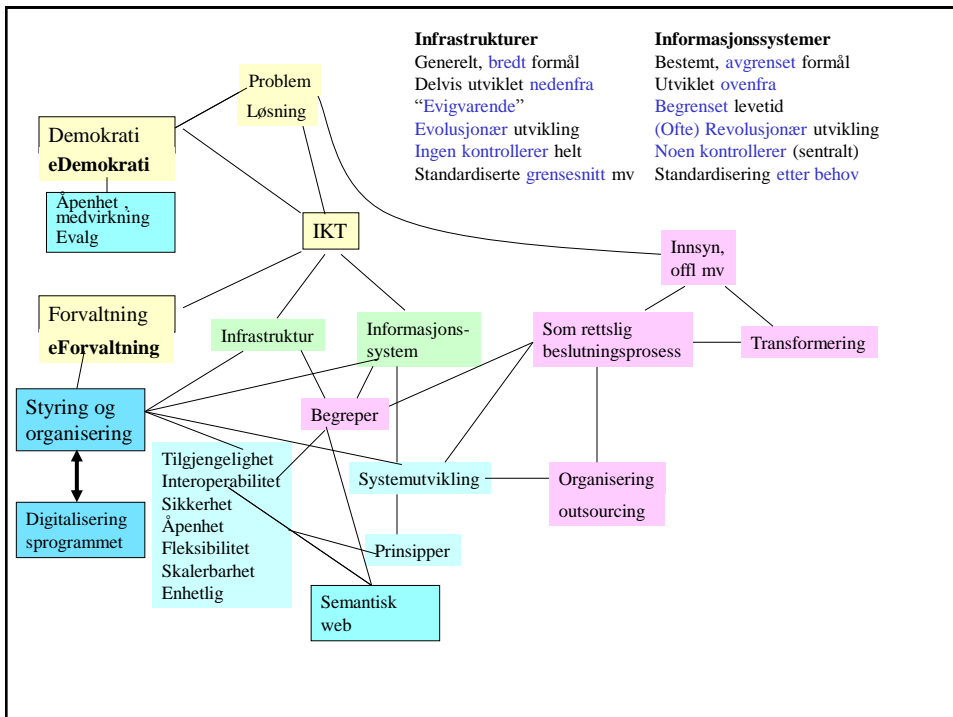 Infrastrukturer
Generelt, bredt formål
Delvis utviklet nedenfra
“Evigvarende”
Evolusjonær utvikling
Ingen kontrollerer helt
Standardiserte grensesnitt mv
Informasjonssystemer
Bestemt, avgrenset formål
Utviklet ovenfra
Begrenset levetid
(Ofte) Revolusjonær utvikling
Noen kontrollerer (sentralt)
Standardisering etter behov
Problem
Løsning
Demokrati
eDemokrati
Åpenhet ,
medvirkning
Evalg
IKT
Innsyn,
offl mv
Forvaltning
eForvaltning
Infrastruktur
Informasjons-
system
Som rettslig
beslutningsprosess
Transformering
Styring og
organisering
Begreper
Tilgjengelighet
Interoperabilitet
Sikkerhet
Åpenhet
Fleksibilitet
Skalerbarhet
Enhetlig
Systemutvikling
Organisering
outsourcing
Digitalisering
sprogrammet
Prinsipper
Semantisk
web